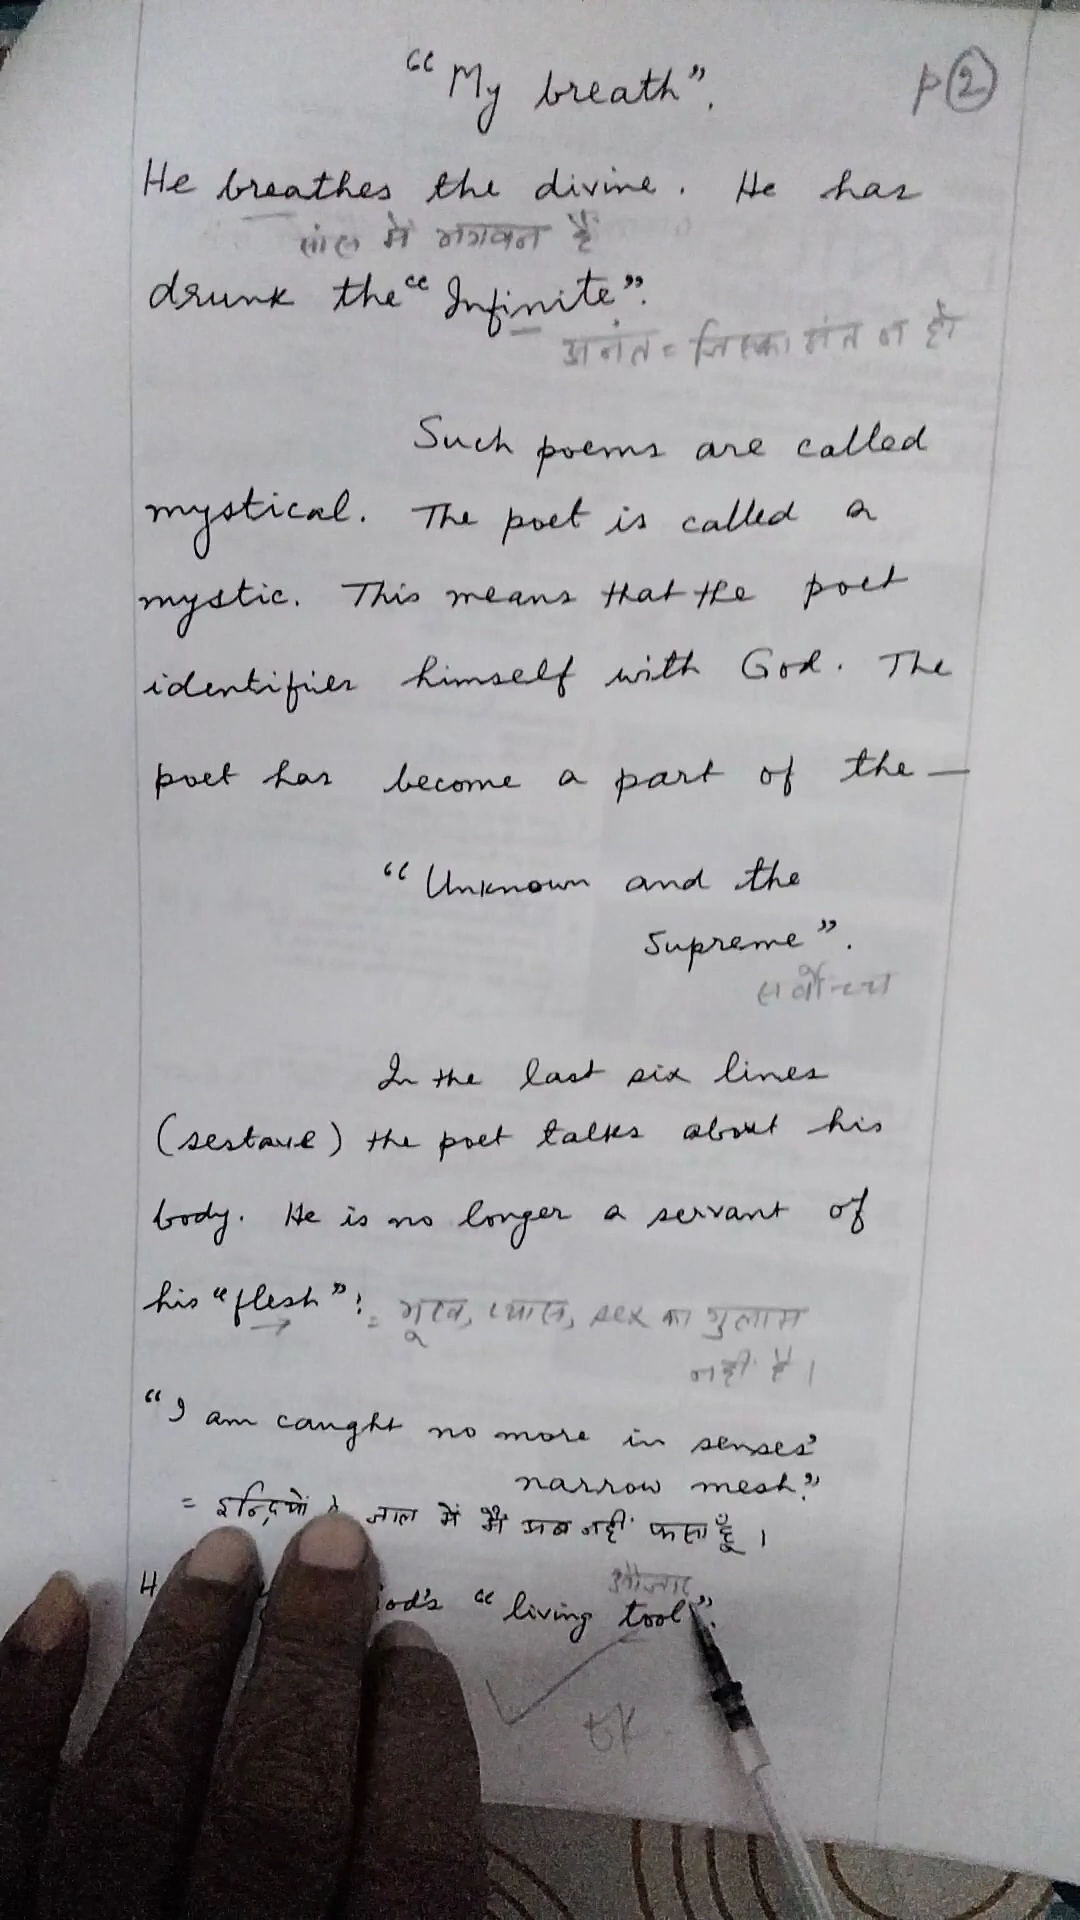 "My breath".
p 2
He breathes the divine. He has
सांस में भगवन हैं
drunk the "Infinite".
अनंत = जिसका अंत न हो
Such poems are called
mystical. The poet is called a
mystic. This means that the poet
identifies himself with God. The
poet has become a part of the —
"Unknown and the
Supreme".
सर्वोच्च
In the last six lines
(sestave) the poet talks about his
body. He is no longer a servant of
his "flesh":
= भूख, प्यास, sex का गुलाम
नहीं है।
"I am caught no more in senses'
narrow mesh."
= इन्द्रियों जाल में मैं अब नहीं फसा हूँ।
औजार
"living tool".